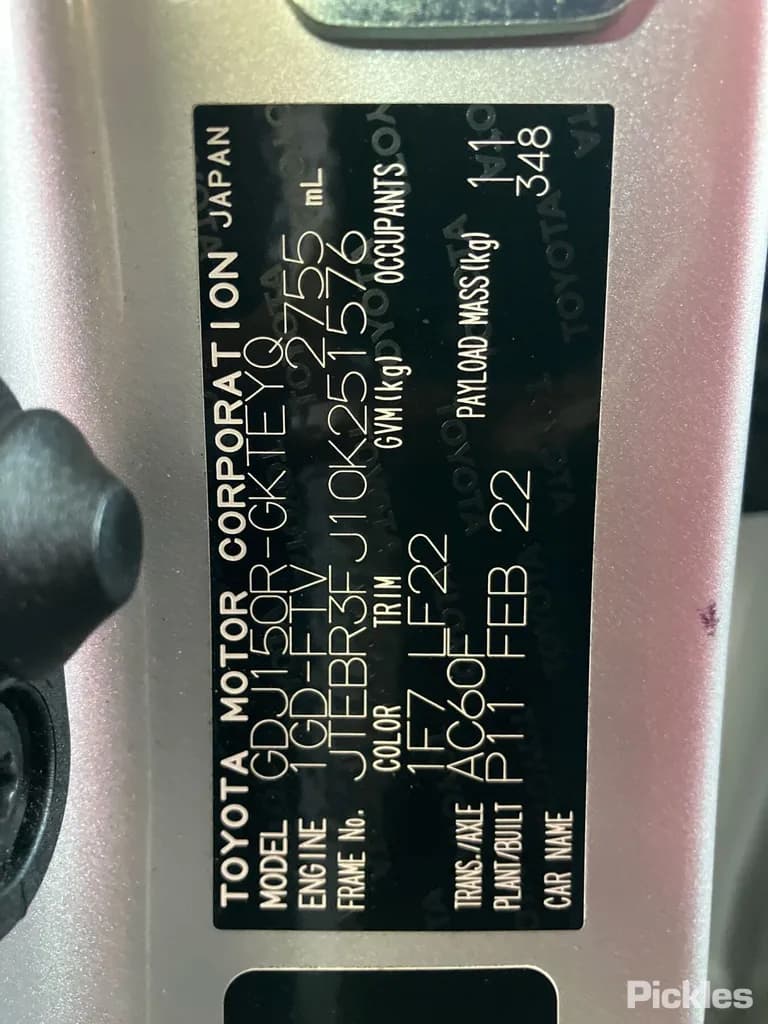 TOYOTA MOTOR CORPORATION JAPAN
MODEL GDJ150R-GKTEYQ
ENGINE 1GD-FTV 2755 mL
FRAME No. JTEBR3FJ10K251576
COLOR TRIM GVM(kg) OCCUPANTS
1F7 LF22
TRANS./AXLE AC60F PAYLOAD MASS(kg) 11
PLANT/BUILT P11 FEB 22 348
CAR NAME
Pickles